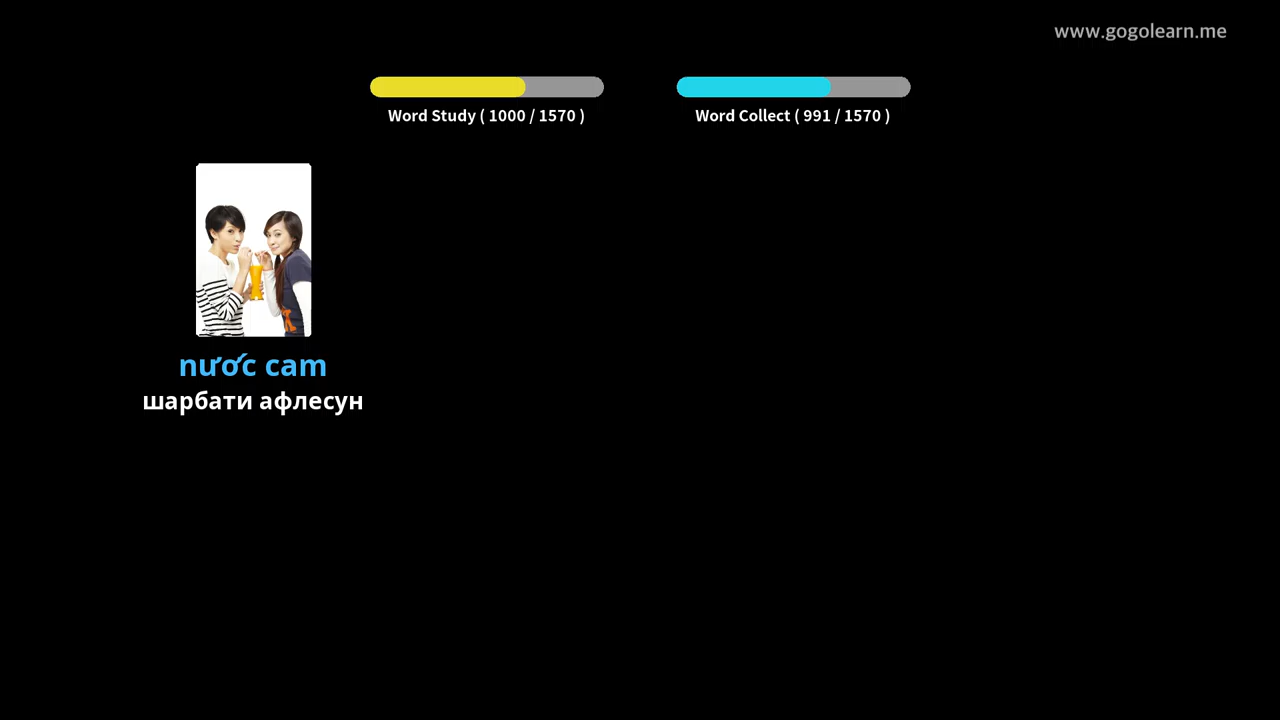 www.gogolearn.me
Word Study ( 1000 / 1570 )
Word Collect ( 991 / 1570 )
nước cam
шарбати афлесун